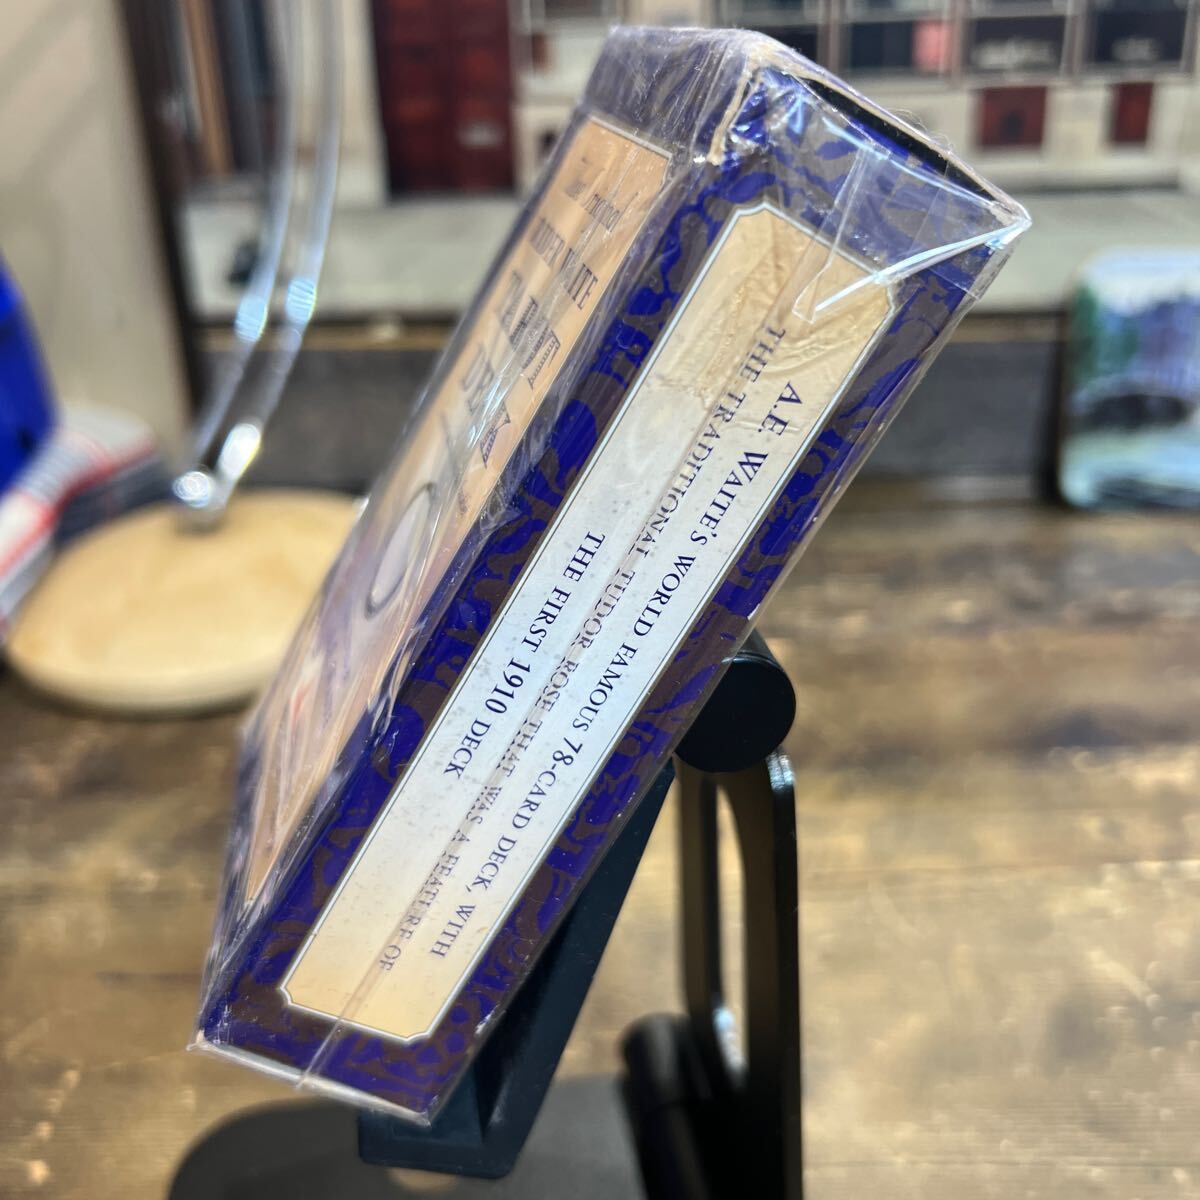 A.E. WAITE'S WORLD FAMOUS 78-CARD DECK, WITH
THE TRADITIONAL TUDOR ROSE THAT WAS A FEATURE OF
THE FIRST 1910 DECK
WAITE